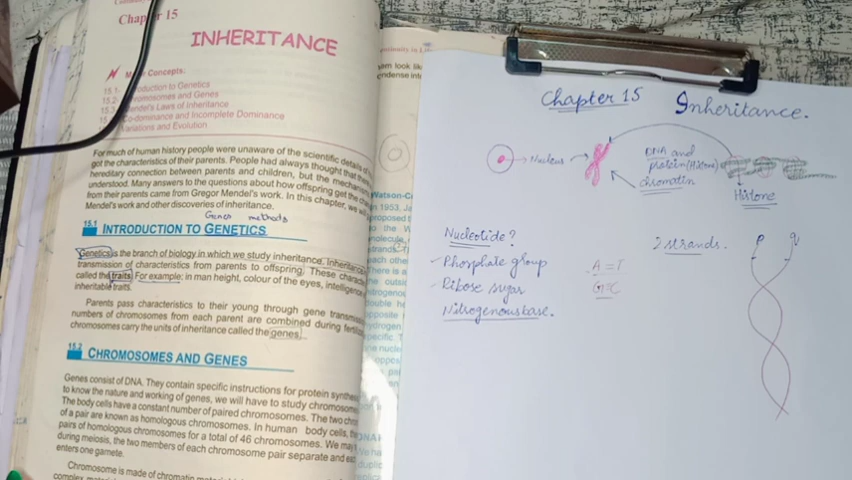 Chapter 15
INHERITANCE
Major Concepts:
15.1 Introduction to Genetics
15.2 Chromosomes and Genes
15.3 Mendel's Laws of Inheritance
Co-dominance and Incomplete Dominance
Variations and Evolution
For much of human history people were unaware of the scientific details of
got the characteristics of their parents. People had always thought that there
hereditary connection between parents and children, but the mechanism
understood. Many answers to the questions about how offspring get the
from their parents came from Gregor Mendel's work. In this chapter, we will
Mendel's work and other discoveries of inheritance.
Genes methods
15.1 INTRODUCTION TO GENETICS
Genetics is the branch of biology in which we study inheritance. Inheritance
transmission of characteristics from parents to offspring. These
called the traits. For example: in man height, colour of the eyes, intelligence
inheritable traits.
Parents pass characteristics to their young through gene
numbers of chromosomes from each parent are combined during
chromosomes carry the units of inheritance called the genes.
15.2 CHROMOSOMES AND GENES
Genes consist of DNA. They contain specific instructions for protein
to know the nature and working of genes, we will have to study
The body cells have a constant number of paired chromosomes. The two
of a pair are known as homologous chromosomes. In human body cells,
pairs of homologous chromosomes for a total of 46 chromosomes. We
during meiosis, the two members of each chromosome pair separate and
enters one gamete.
Chromosome is made of chromatin material
Chapter 15 Inheritance.
Nucleus
DNA and
protein (Histone)
chromatin
Histone
Nucleotide?
- Phosphate group
- Ribose sugar
Nitrogenous base.
A = T
G≡C
2 strands.